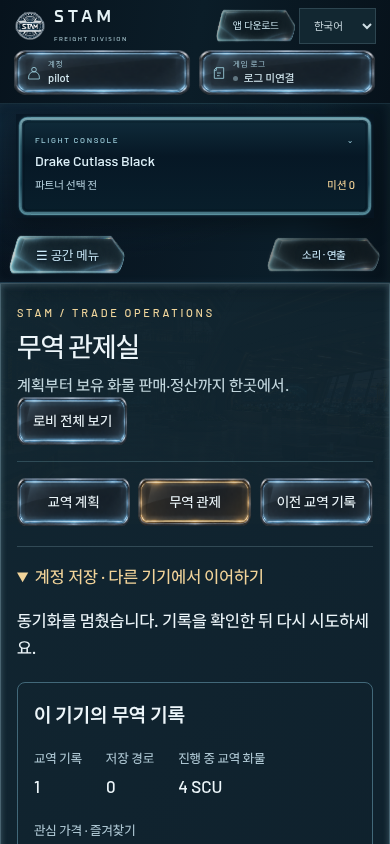 STAM
STAM
FREIGHT DIVISION
앱 다운로드
한국어
계정
pilot
게임 로그
로그 미연결
FLIGHT CONSOLE
Drake Cutlass Black
파트너 선택 전
미션 0
☰ 공간 메뉴
소리·연출
STAM / TRADE OPERATIONS
무역 관제실
계획부터 보유 화물 판매·정산까지 한곳에서.
로비 전체 보기
교역 계획
무역 관제
이전 교역 기록
▼ 계정 저장 · 다른 기기에서 이어하기
동기화를 멈췄습니다. 기록을 확인한 뒤 다시 시도하세
요.
이 기기의 무역 기록
교역 기록
저장 경로
진행 중 교역 화물
1
0
4 SCU
관심 가격 · 즐겨찾기